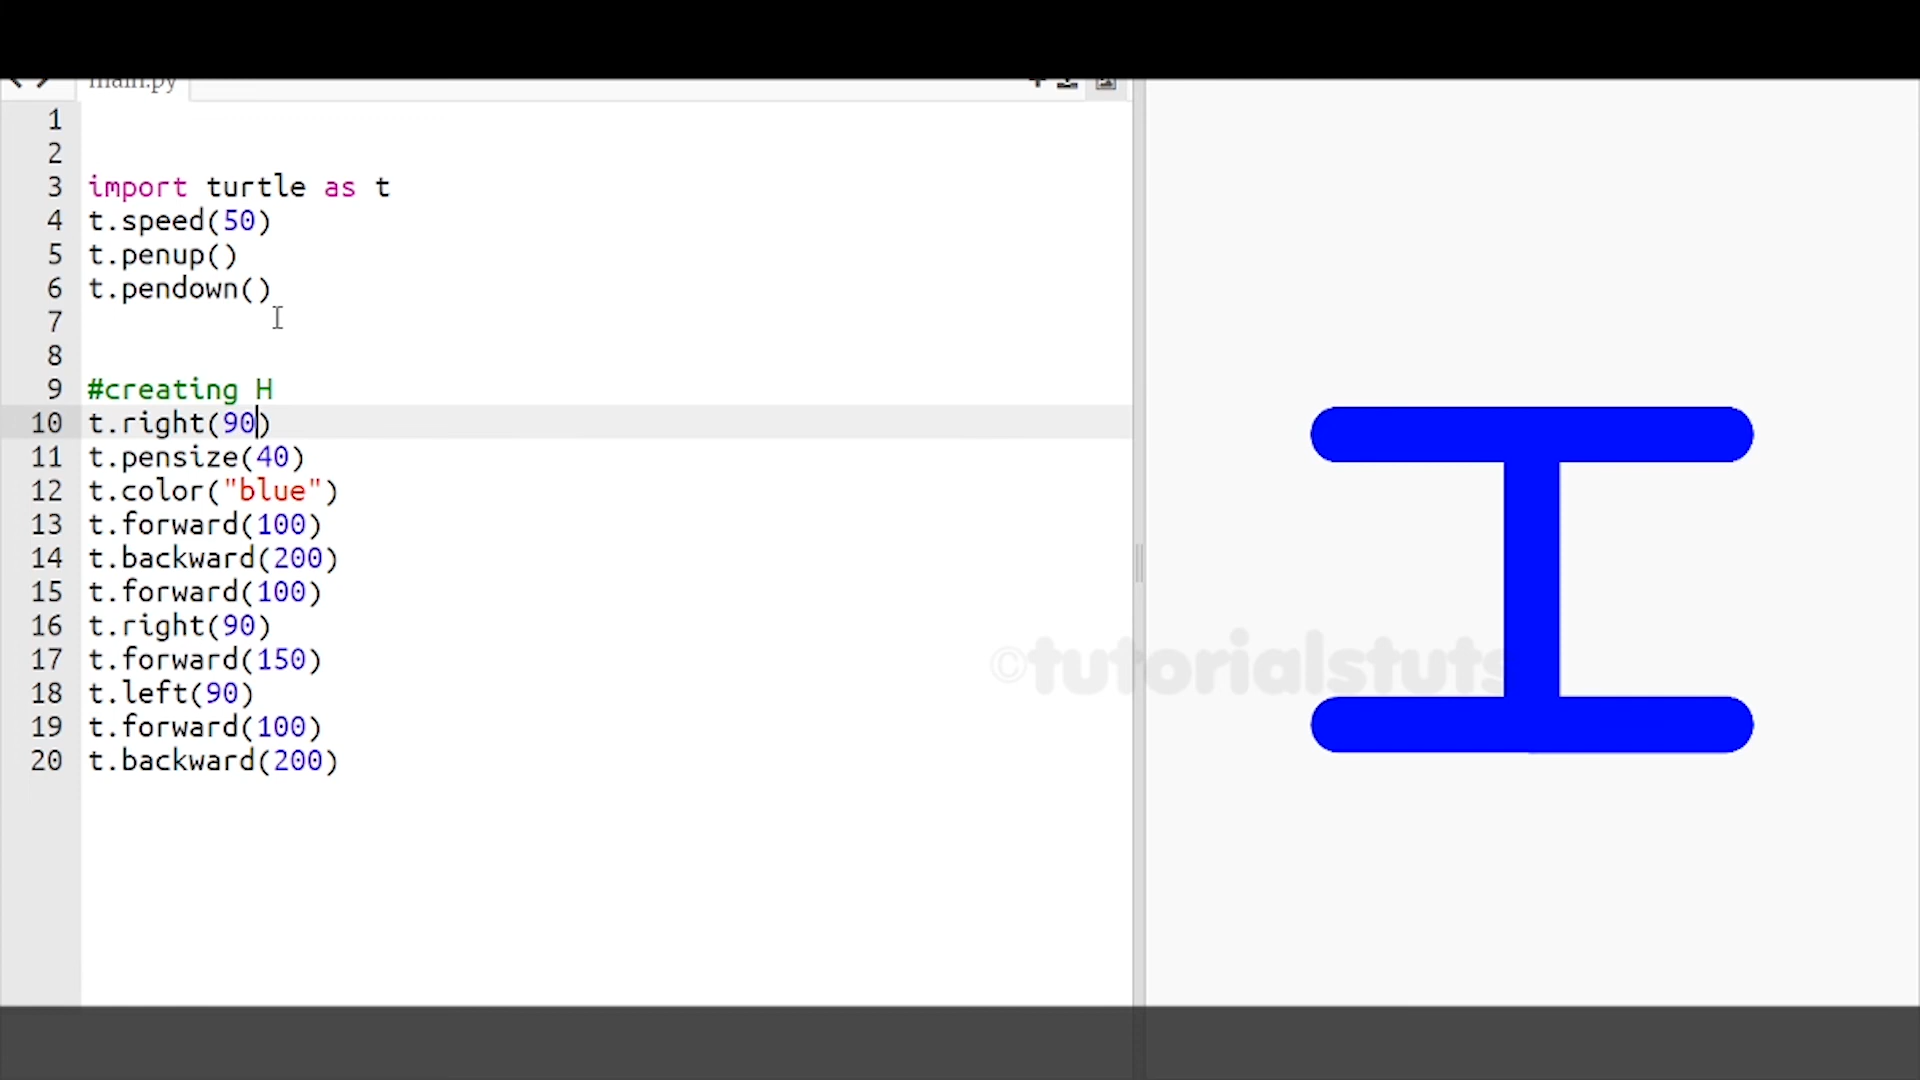 main.py
1
2
3 import turtle as t
4 t.speed(50)
5 t.penup()
6 t.pendown()
7
8
9 #creating H
10 t.right(90)
11 t.pensize(40)
12 t.color("blue")
13 t.forward(100)
14 t.backward(200)
15 t.forward(100)
16 t.right(90)
17 t.forward(150)
18 t.left(90)
19 t.forward(100)
20 t.backward(200)
©tutorialstuts